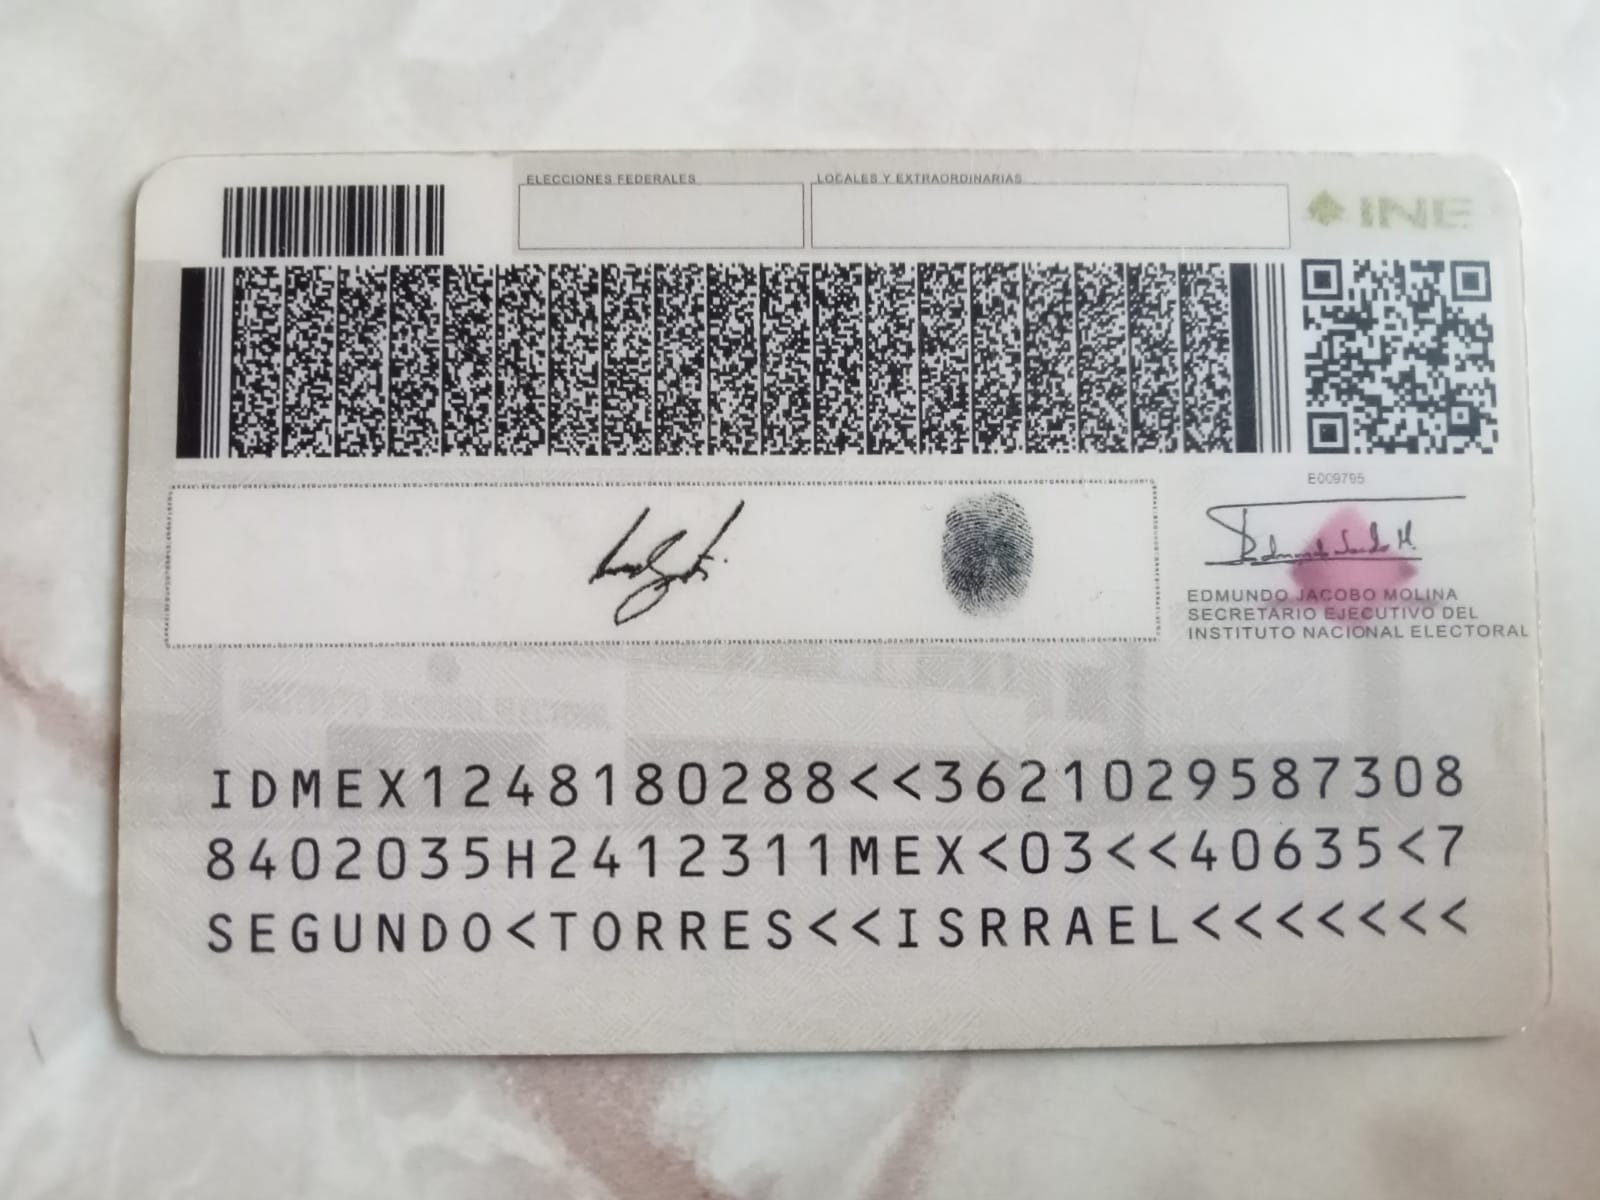 ELECCIONES FEDERALES
LOCALES Y EXTRAORDINARIAS
INE
E009795
EDMUNDO JACOBO MOLINA
SECRETARIO EJECUTIVO DEL
INSTITUTO NACIONAL ELECTORAL
IDMEX1248180288<<3621029587308
8402035H2412311MEX<03<<40635<7
SEGUNDO<TORRES<<ISRRAEL<<<<<<<